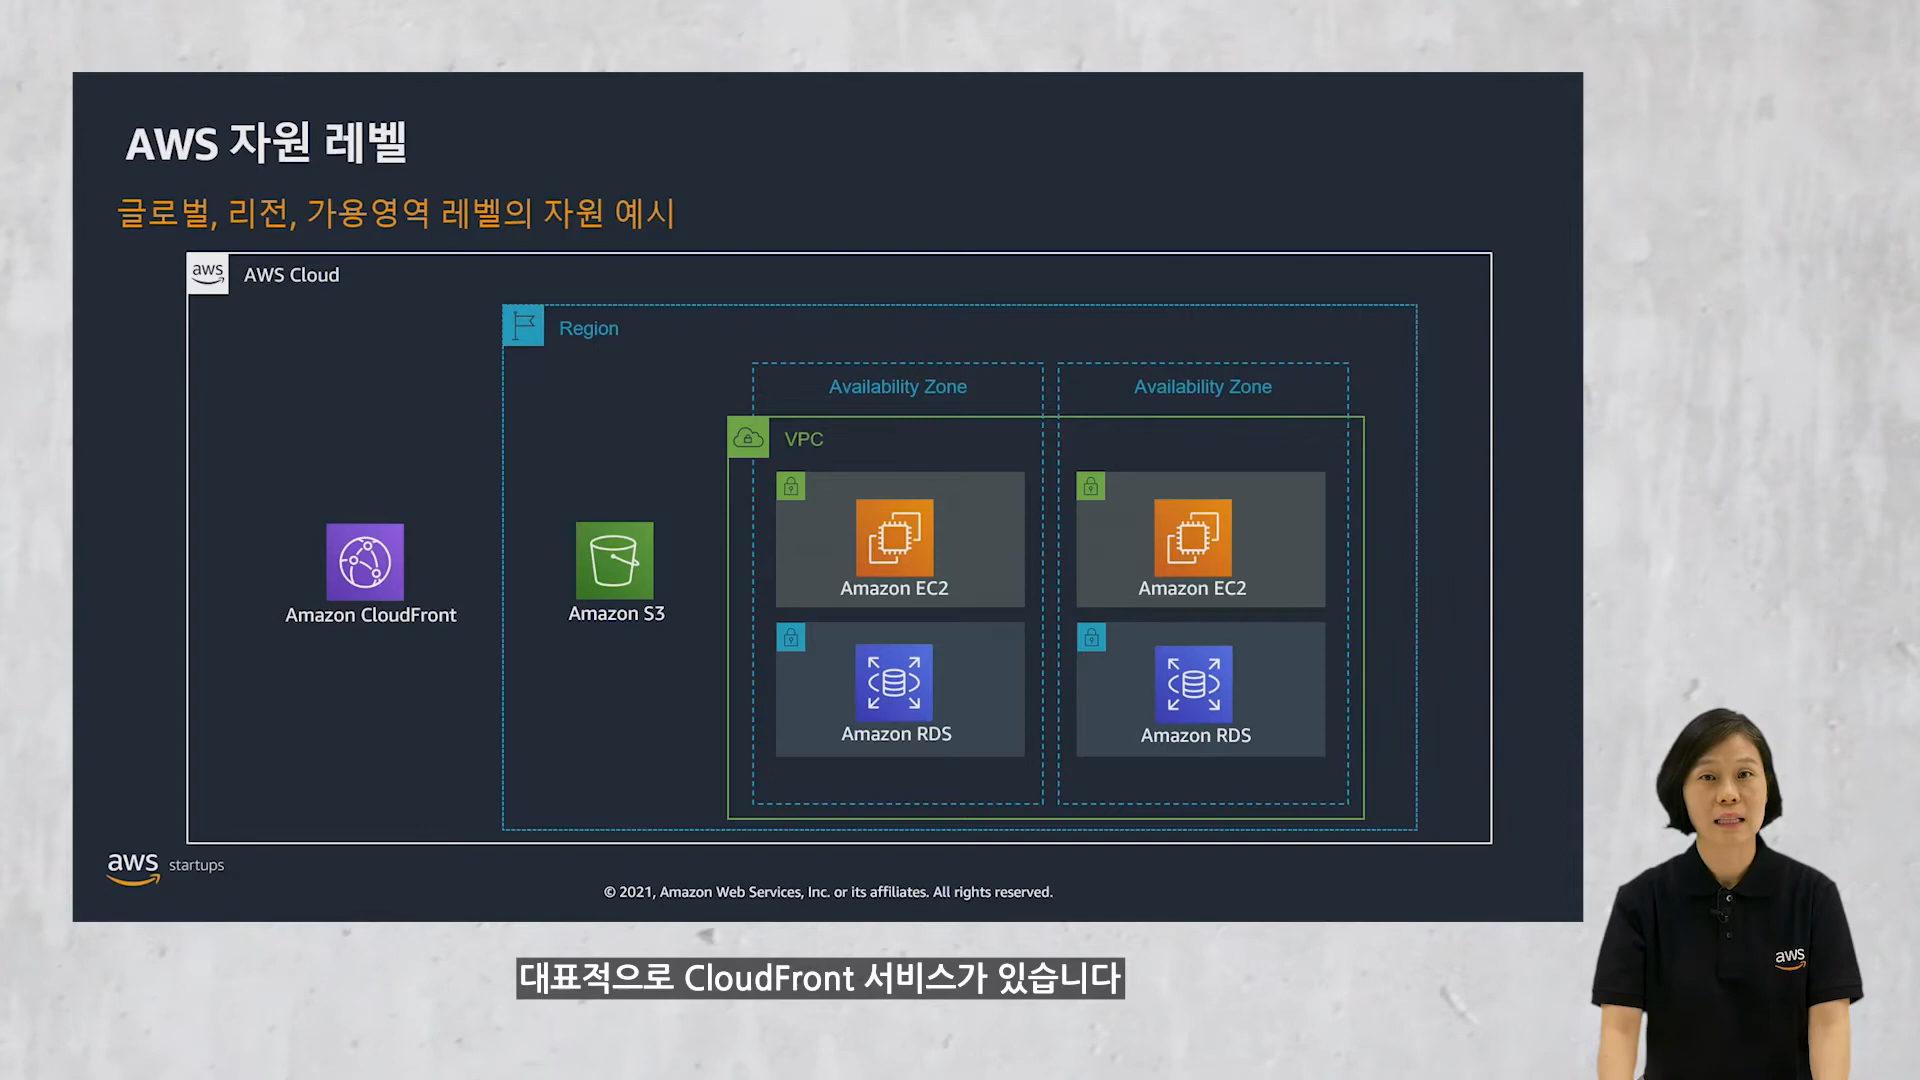 AWS 자원 레벨
글로벌, 리전, 가용영역 레벨의 자원 예시
aws
AWS Cloud
Region
Availability Zone
Availability Zone
VPC
Amazon EC2
Amazon EC2
Amazon CloudFront
Amazon S3
Amazon RDS
Amazon RDS
aws startups
© 2021, Amazon Web Services, Inc. or its affiliates. All rights reserved.
aws
대표적으로 CloudFront 서비스가 있습니다